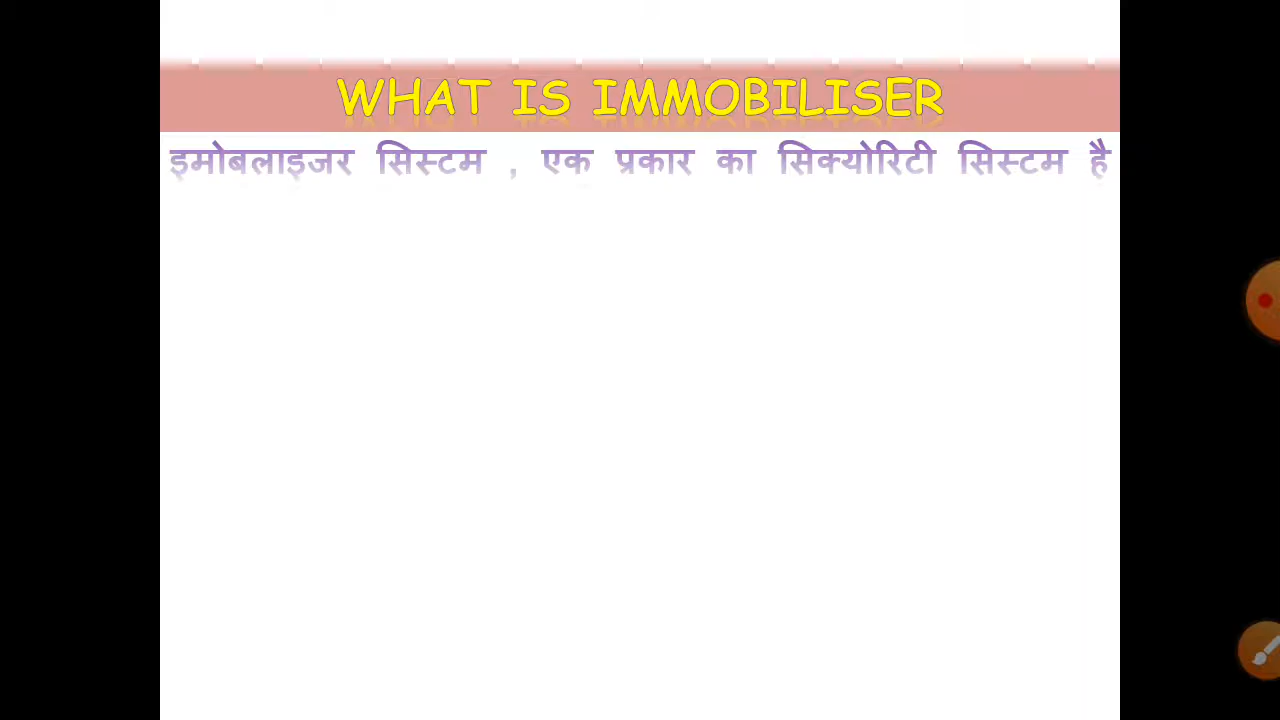 WHAT IS IMMOBILISER
इमोबलाइजर सिस्टम , एक प्रकार का सिक्योरिटी सिस्टम है